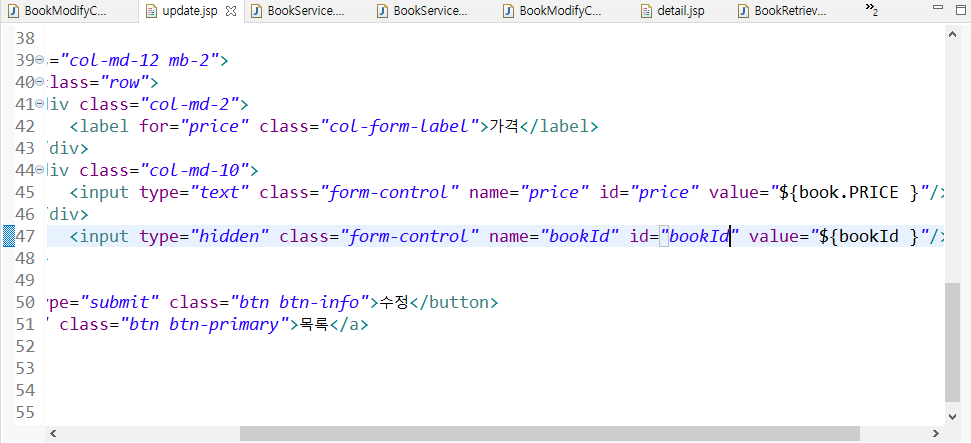 BookModifyC... update.jsp BookService.... BookService... BookModifyC... detail.jsp BookRetriev... »2
38
39 ="col-md-12 mb-2">
40 lass="row">
41 iv class="col-md-2">
42 <label for="price" class="col-form-label">가격</label>
43 div>
44 iv class="col-md-10">
45 <input type="text" class="form-control" name="price" id="price" value="${book.PRICE }"/>
46 div>
47 <input type="hidden" class="form-control" name="bookId" id="bookId" value="${bookId }"/>
48
49
50 ype="submit" class="btn btn-info">수정</button>
51 " class="btn btn-primary">목록</a>
52
53
54
55